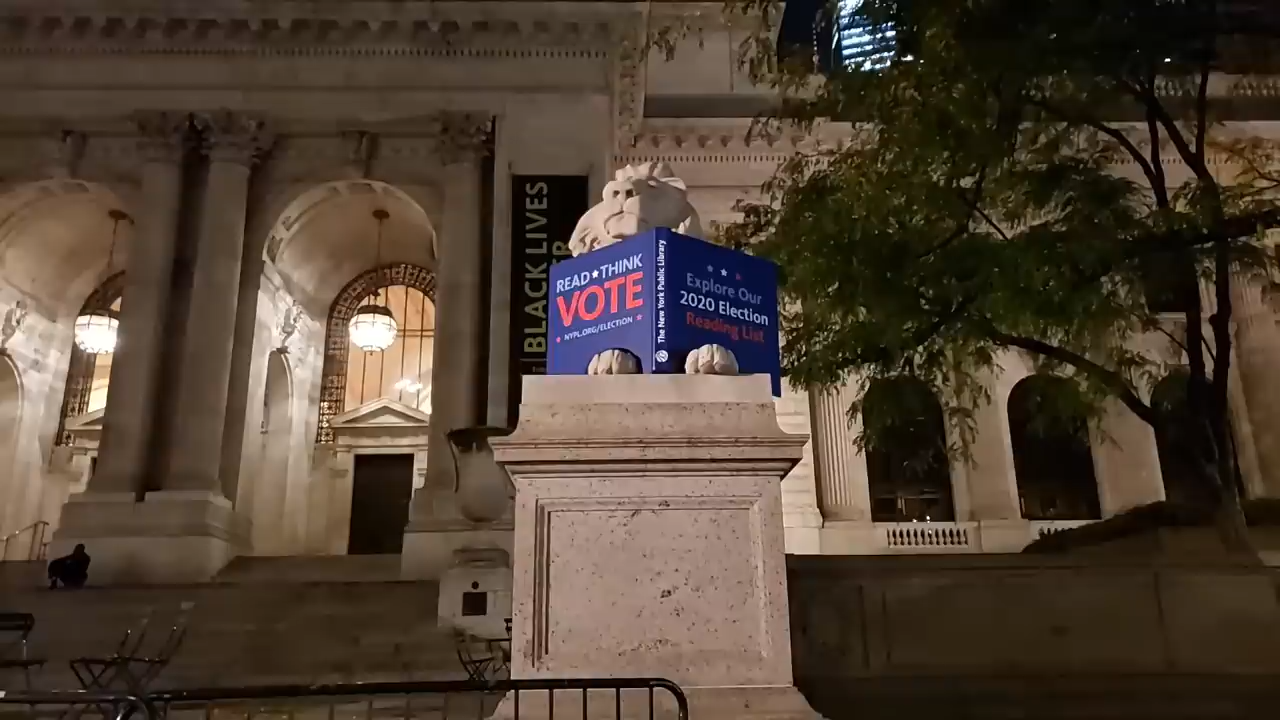 BLACK LIVES
READ★THINK
VOTE
★ NYPL.ORG/ELECTION ★
The New York Public Library
Explore Our
2020 Election
Reading List